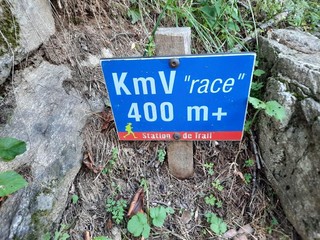 KmV "race"
400 m+
Station de Trail